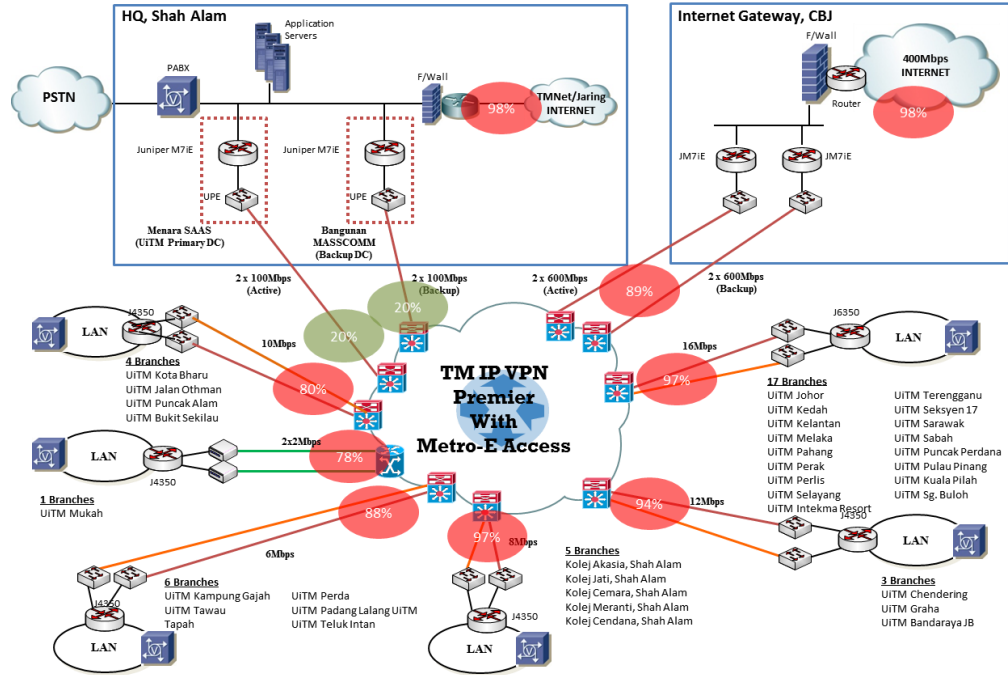 HQ, Shah Alam
Application
Servers
PABX
PSTN
F/Wall
98%
TMNet/Jaring
INTERNET
Juniper M7iE
Juniper M7iE
UPE
UPE
Menara SAAS
(UiTM Primary DC)
Bangunan
MASSCOMM
(Backup DC)
Internet Gateway, CBJ
F/Wall
400Mbps
INTERNET
Router
98%
JM7iE
JM7iE
2 x 100Mbps
(Active)
2 x 100Mbps
(Backup)
2 x 600Mbps
(Active)
2 x 600Mbps
(Backup)
20%
20%
89%
LAN
J4350
10Mbps
80%
4 Branches
UiTM Kota Bharu
UiTM Jalan Othman
UiTM Puncak Alam
UiTM Bukit Sekilau
TM IP VPN
Premier
With
Metro-E Access
16Mbps
97%
J6350
LAN
17 Branches
UiTM Johor
UiTM Kedah
UiTM Kelantan
UiTM Melaka
UiTM Pahang
UiTM Perak
UiTM Perlis
UiTM Selayang
UiTM Intekma Resort
UiTM Terengganu
UiTM Seksyen 17
UiTM Sarawak
UiTM Sabah
UiTM Puncak Perdana
UiTM Pulau Pinang
UiTM Kuala Pilah
UiTM Sg. Buloh
LAN
J4350
2x2Mbps
78%
1 Branches
UiTM Mukah
88%
6Mbps
6 Branches
UiTM Kampung Gajah
UiTM Tawau
Tapah
UiTM Perda
UiTM Padang Lalang UiTM
UiTM Teluk Intan
J4350
LAN
97%
8Mbps
J4350
LAN
5 Branches
Kolej Akasia, Shah Alam
Kolej Jati, Shah Alam
Kolej Cemara, Shah Alam
Kolej Meranti, Shah Alam
Kolej Cendana, Shah Alam
94%
12Mbps
J4350
LAN
3 Branches
UiTM Chendering
UiTM Graha
UiTM Bandaraya JB